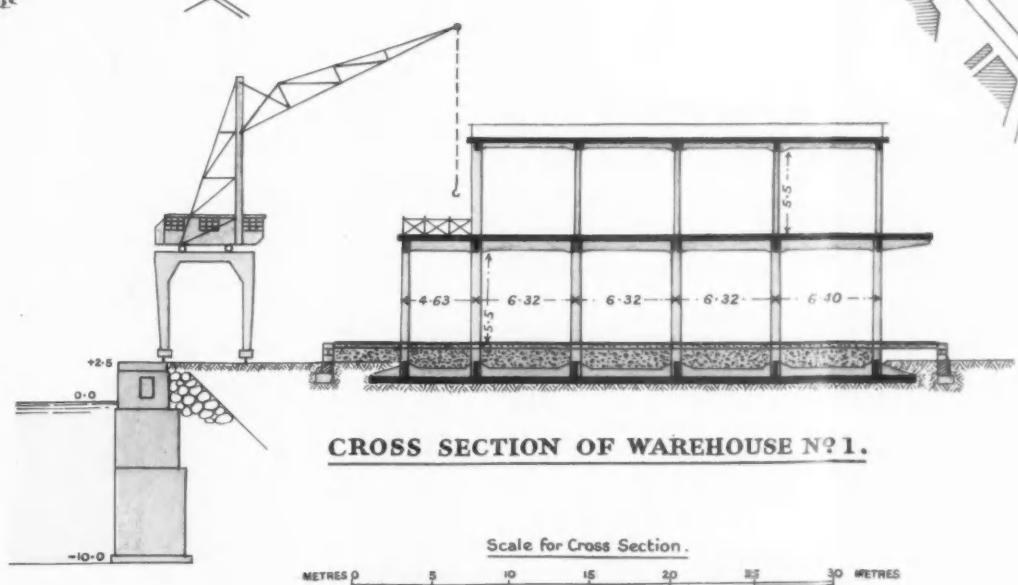 5.5
4.63 6.32 6.32 6.32 6.40
5.5
+2.5
0.0
CROSS SECTION OF WAREHOUSE Nº 1.
-10.0
Scale for Cross Section.
METRES 0 5 10 15 20 25 30 METRES